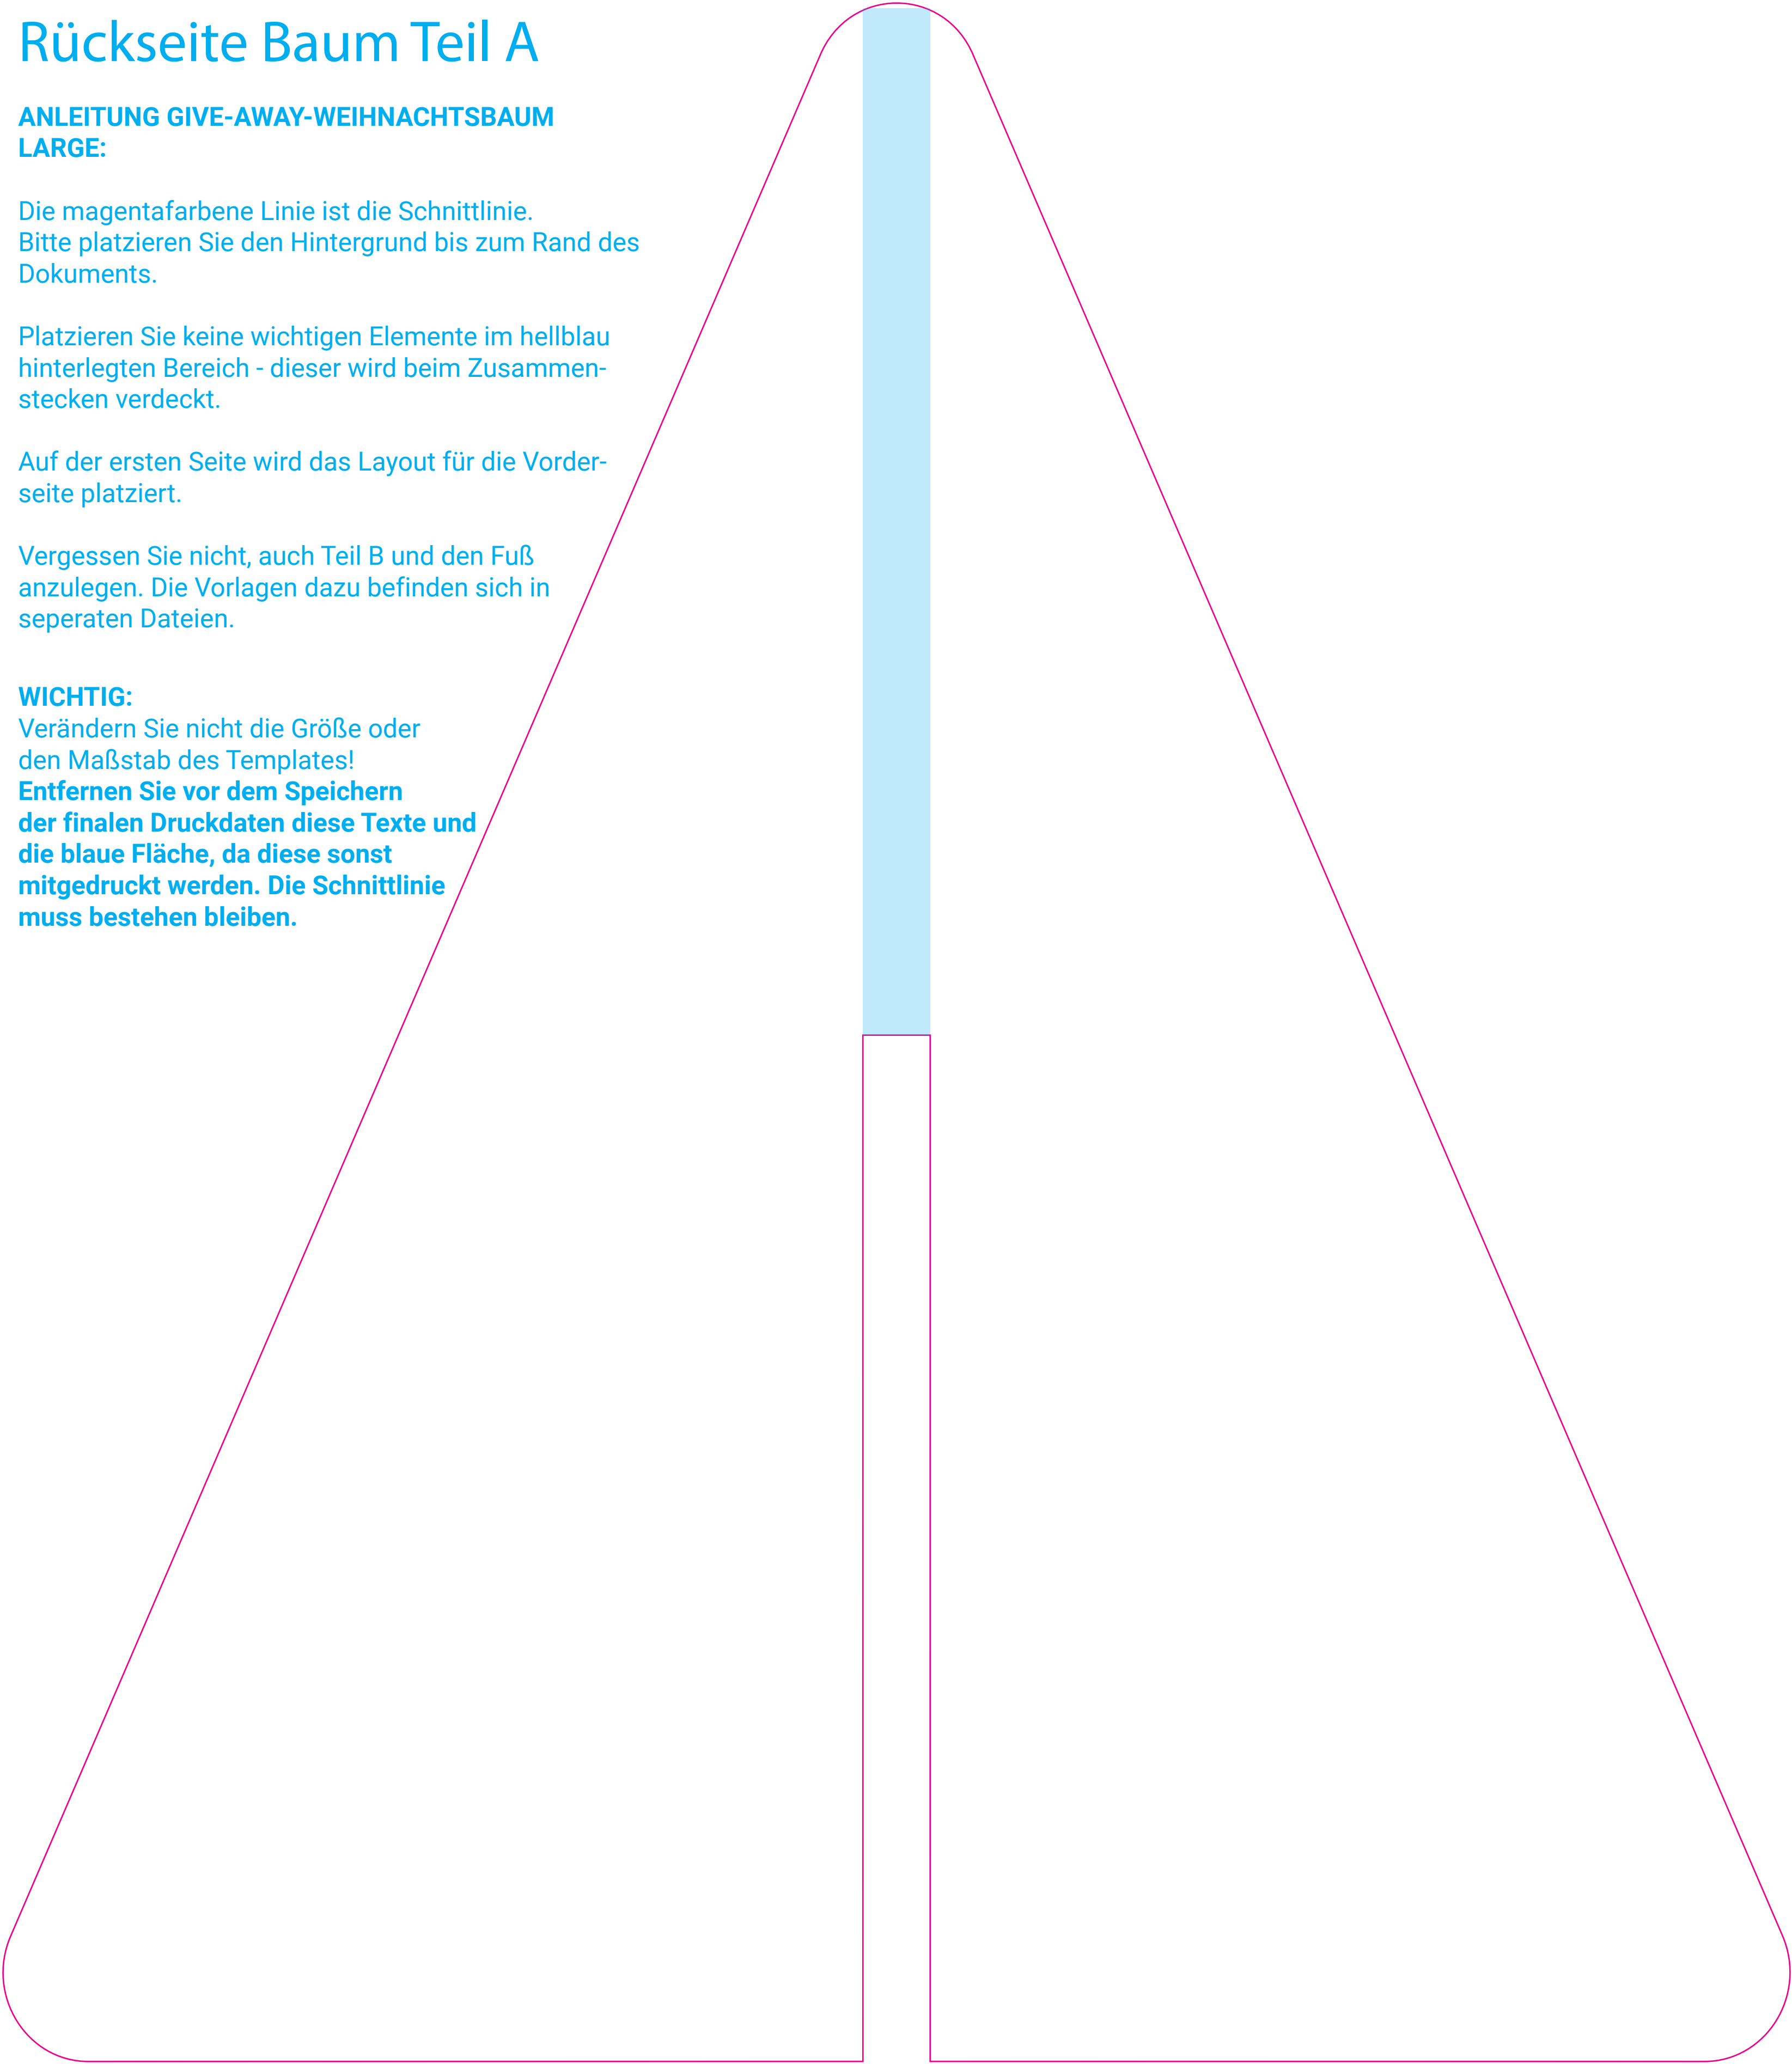 Rückseite Baum Teil A
ANLEITUNG GIVE-AWAY-WEIHNACHTSBAUM
LARGE:
Die magentafarbene Linie ist die Schnittlinie.
Bitte platzieren Sie den Hintergrund bis zum Rand des
Dokuments.
Platzieren Sie keine wichtigen Elemente im hellblau
hinterlegten Bereich - dieser wird beim Zusammen-
stecken verdeckt.
Auf der ersten Seite wird das Layout für die Vorder-
seite platziert.
Vergessen Sie nicht, auch Teil B und den Fuß
anzulegen. Die Vorlagen dazu befinden sich in
seperaten Dateien.
WICHTIG:
Verändern Sie nicht die Größe oder
den Maßstab des Templates!
Entfernen Sie vor dem Speichern
der finalen Druckdaten diese Texte und
die blaue Fläche, da diese sonst
mitgedruckt werden. Die Schnittlinie
muss bestehen bleiben.